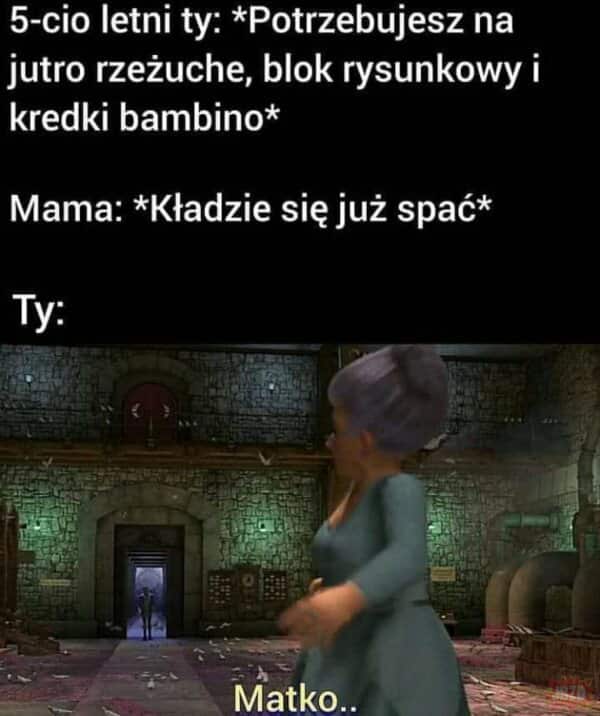 5-cio letni ty: *Potrzebujesz na
jutro rzeżuche, blok rysunkowy i
kredki bambino*
Mama: *Kładzie się już spać*
Ty:
Matko..